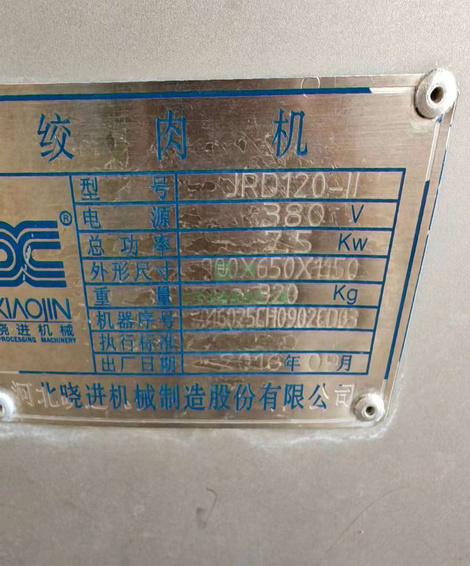 绞肉机
型号 JRD120-II
电源 380 V
总功率 7.5 Kw
外形尺寸 X650X1150
重量 320 Kg
机器序号
执行标准
出厂日期 年 月
®
XIAOJIN
晓进机械
PROCESSING MACHINERY
河北晓进机械制造股份有限公司